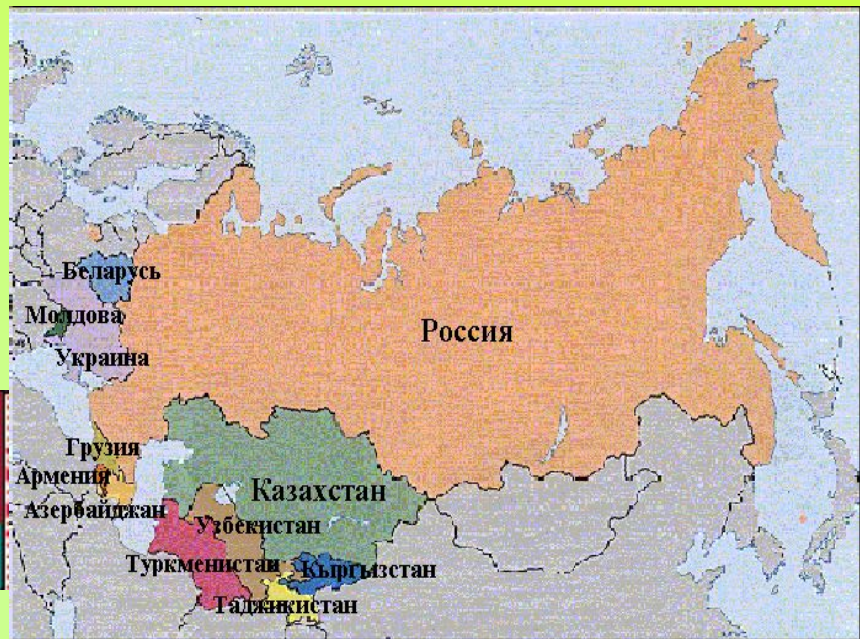 Беларусь
Молдова
Россия
Украина
Грузия
Армения
Казахстан
Азербайджан
Узбекистан
Туркменистан
Кыргызстан
Таджикистан